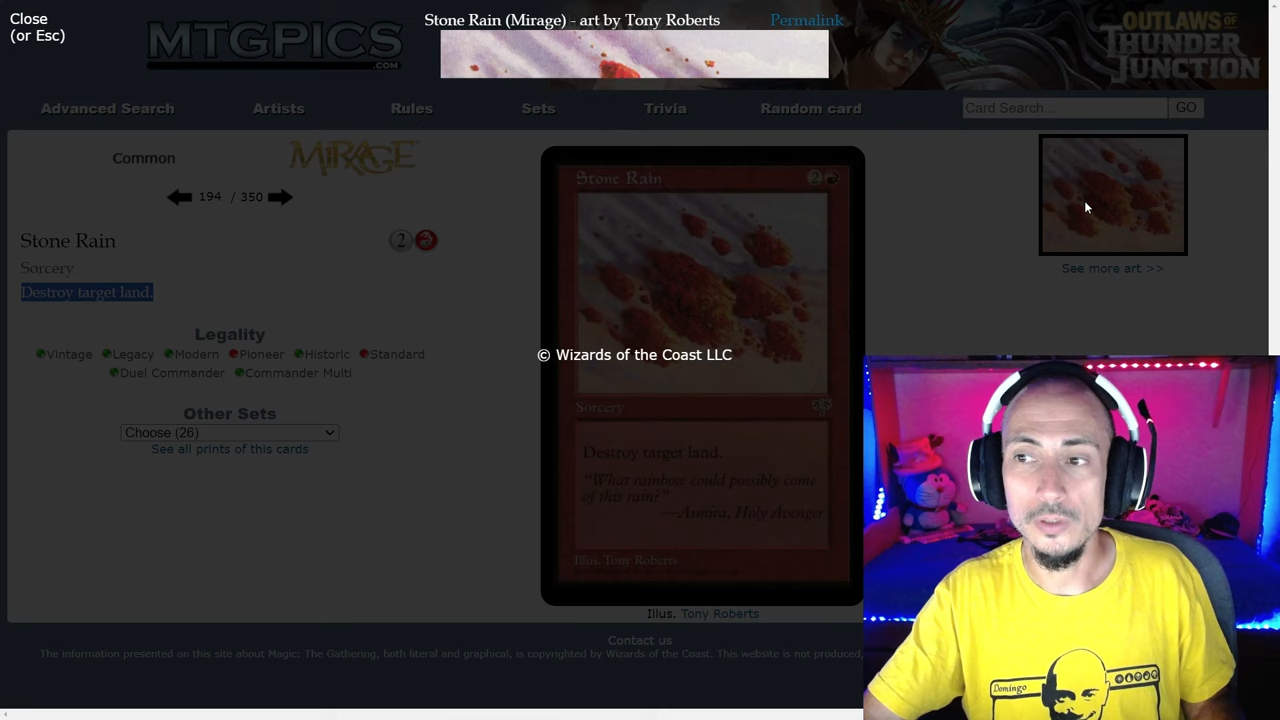 Close
(or Esc)
Stone Rain (Mirage) - art by Tony Roberts
Permalink
MTGPICS
.COM
OUTLAWS OF
THUNDER
JUNCTION
Advanced Search
Artists
Rules
Sets
Trivia
Random card
Card Search...
GO
Common
MIRAGE
194 / 350
Stone Rain
2
Sorcery
Destroy target land.
Legality
Vintage
Legacy
Modern
Pioneer
Historic
Standard
Duel Commander
Commander Multi
Other Sets
Choose (26)
See all prints of this cards
Stone Rain
2
© Wizards of the Coast LLC
Sorcery
Destroy target land.
“What rainbow could possibly come
of this rain?”
—Asmira, Holy Avenger
Illus. Tony Roberts
Illus. Tony Roberts
See more art >>
Contact us
The information presented on this site about Magic: The Gathering, both literal and graphical, is copyrighted by Wizards of the Coast. This website is not produced,
Domingo